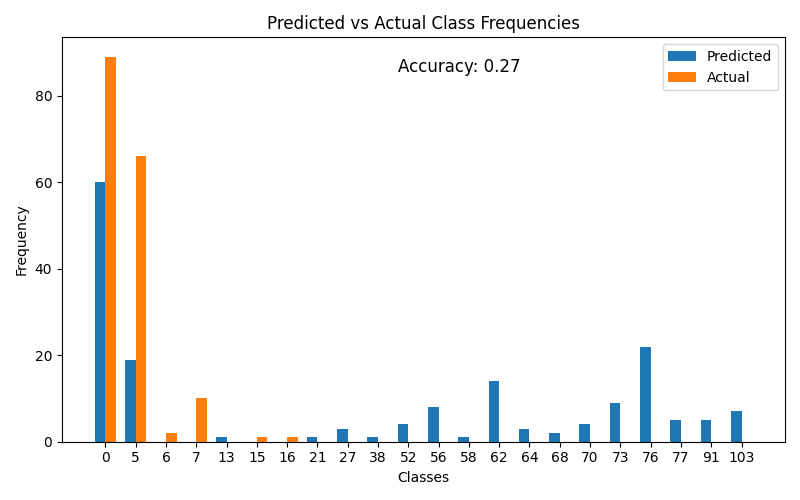 Predicted vs Actual Class Frequencies
Accuracy: 0.27
Predicted
Actual
Frequency
80
60
40
20
0
0 5 6 7 13 15 16 21 27 38 52 56 58 62 64 68 70 73 76 77 91 103
Classes